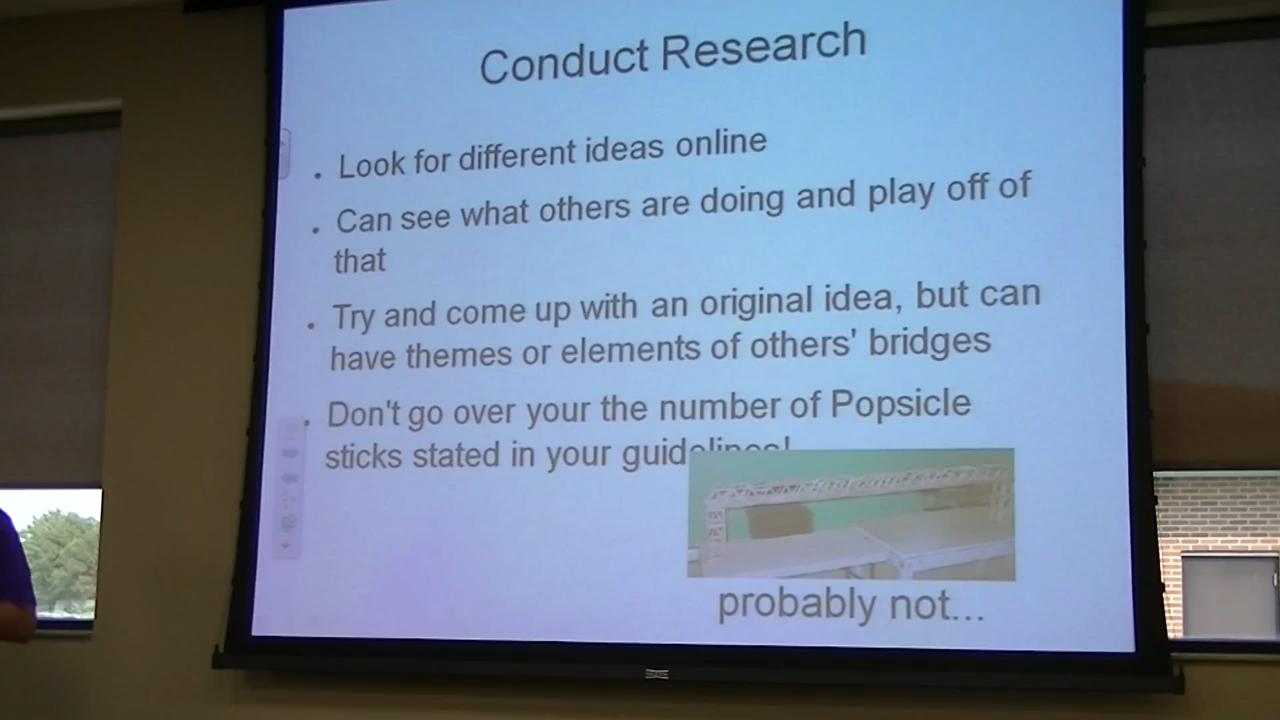 Conduct Research
. Look for different ideas online
. Can see what others are doing and play off of
that
. Try and come up with an original idea, but can
have themes or elements of others' bridges
. Don't go over your the number of Popsicle
sticks stated in your guidelines!
probably not...